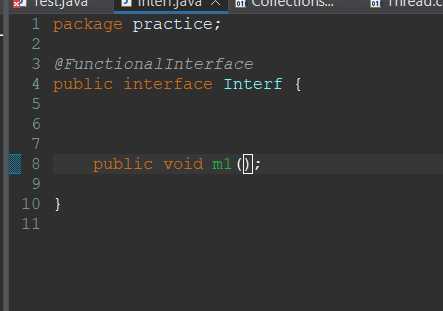 Test.java Interf.java Collections... Thread.c
1 package practice;
2
3 @FunctionalInterface
4 public interface Interf {
5
6
7
8 public void m1();
9
10 }
11